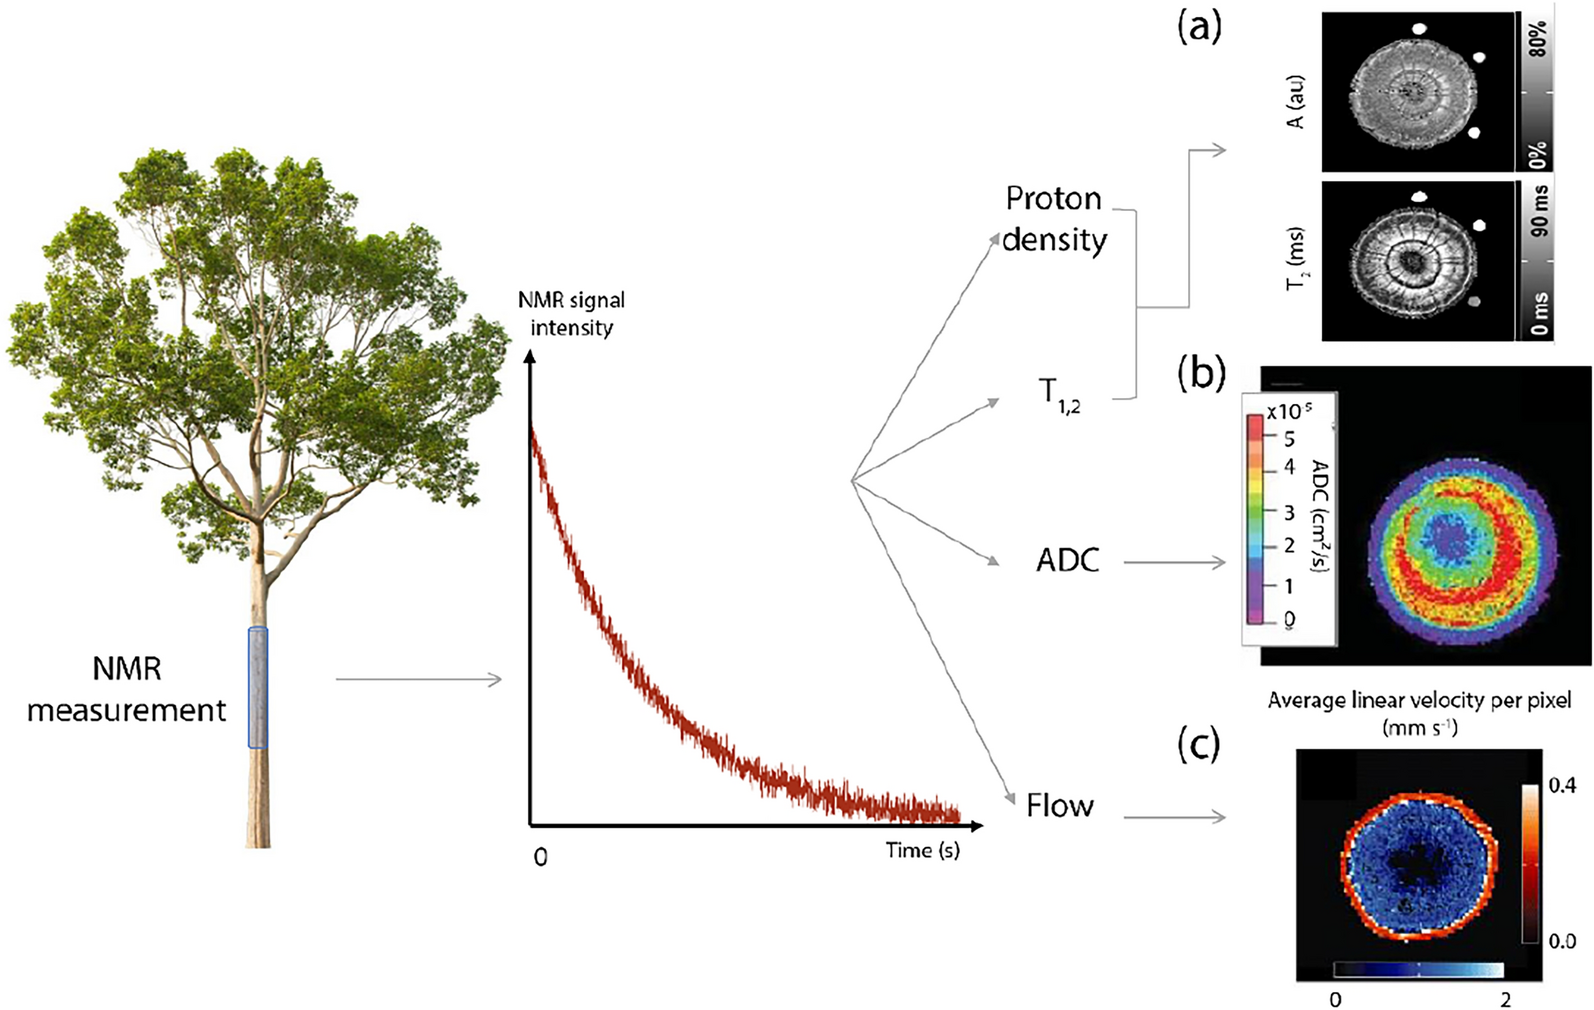 NMR
measurement
NMR signal
intensity
0
Time (s)
Proton
density
T1,2
ADC
Flow
(a)
A (au)
80%
0%
T2 (ms)
90 ms
0 ms
(b)
x10-5
5
4
3
2
1
0
ADC (cm2/s)
Average linear velocity per pixel
(mm s-1)
(c)
0.4
0.0
0
2